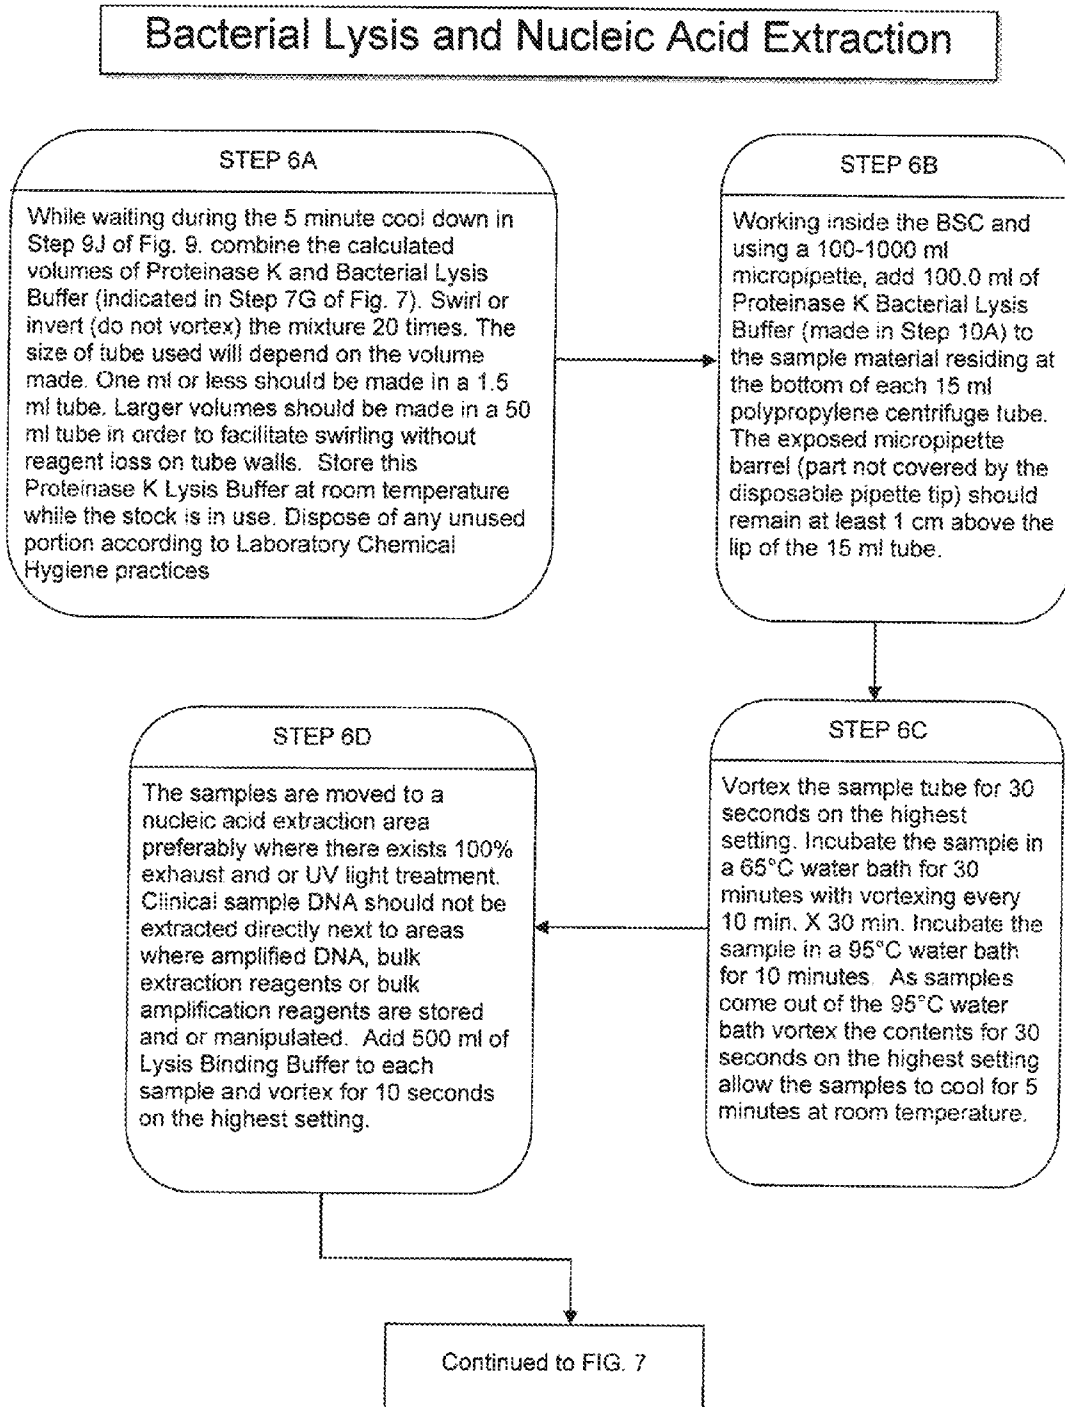 Bacterial Lysis and Nucleic Acid Extraction
STEP 6A
While waiting during the 5 minute cool down in
Step 9J of Fig. 9. combine the calculated
volumes of Proteinase K and Bacterial Lysis
Buffer (indicated in Step 7G of Fig. 7). Swirl or
invert (do not vortex) the mixture 20 times. The
size of tube used will depend on the volume
made. One ml or less should be made in a 1.5
ml tube. Larger volumes should be made in a 50
ml tube in order to facilitate swirling without
reagent loss on tube walls. Store this
Proteinase K Lysis Buffer at room temperature
while the stock is in use. Dispose of any unused
portion according to Laboratory Chemical
Hygiene practices
STEP 6B
Working inside the BSC and
using a 100-1000 ml
micropipette, add 100.0 ml of
Proteinase K Bacterial Lysis
Buffer (made in Step 10A) to
the sample material residing at
the bottom of each 15 ml
polypropylene centrifuge tube.
The exposed micropipette
barrel (part not covered by the
disposable pipette tip) should
remain at least 1 cm above the
lip of the 15 ml tube.
STEP 6C
Vortex the sample tube for 30
seconds on the highest
setting. Incubate the sample in
a 65°C water bath for 30
minutes with vortexing every
10 min. X 30 min. Incubate the
sample in a 95°C water bath
for 10 minutes. As samples
come out of the 95°C water
bath vortex the contents for 30
seconds on the highest setting
allow the samples to cool for 5
minutes at room temperature.
STEP 6D
The samples are moved to a
nucleic acid extraction area
preferably where there exists 100%
exhaust and or UV light treatment.
Clinical sample DNA should not be
extracted directly next to areas
where amplified DNA, bulk
extraction reagents or bulk
amplification reagents are stored
and or manipulated. Add 500 ml of
Lysis Binding Buffer to each
sample and vortex for 10 seconds
on the highest setting.
Continued to FIG. 7